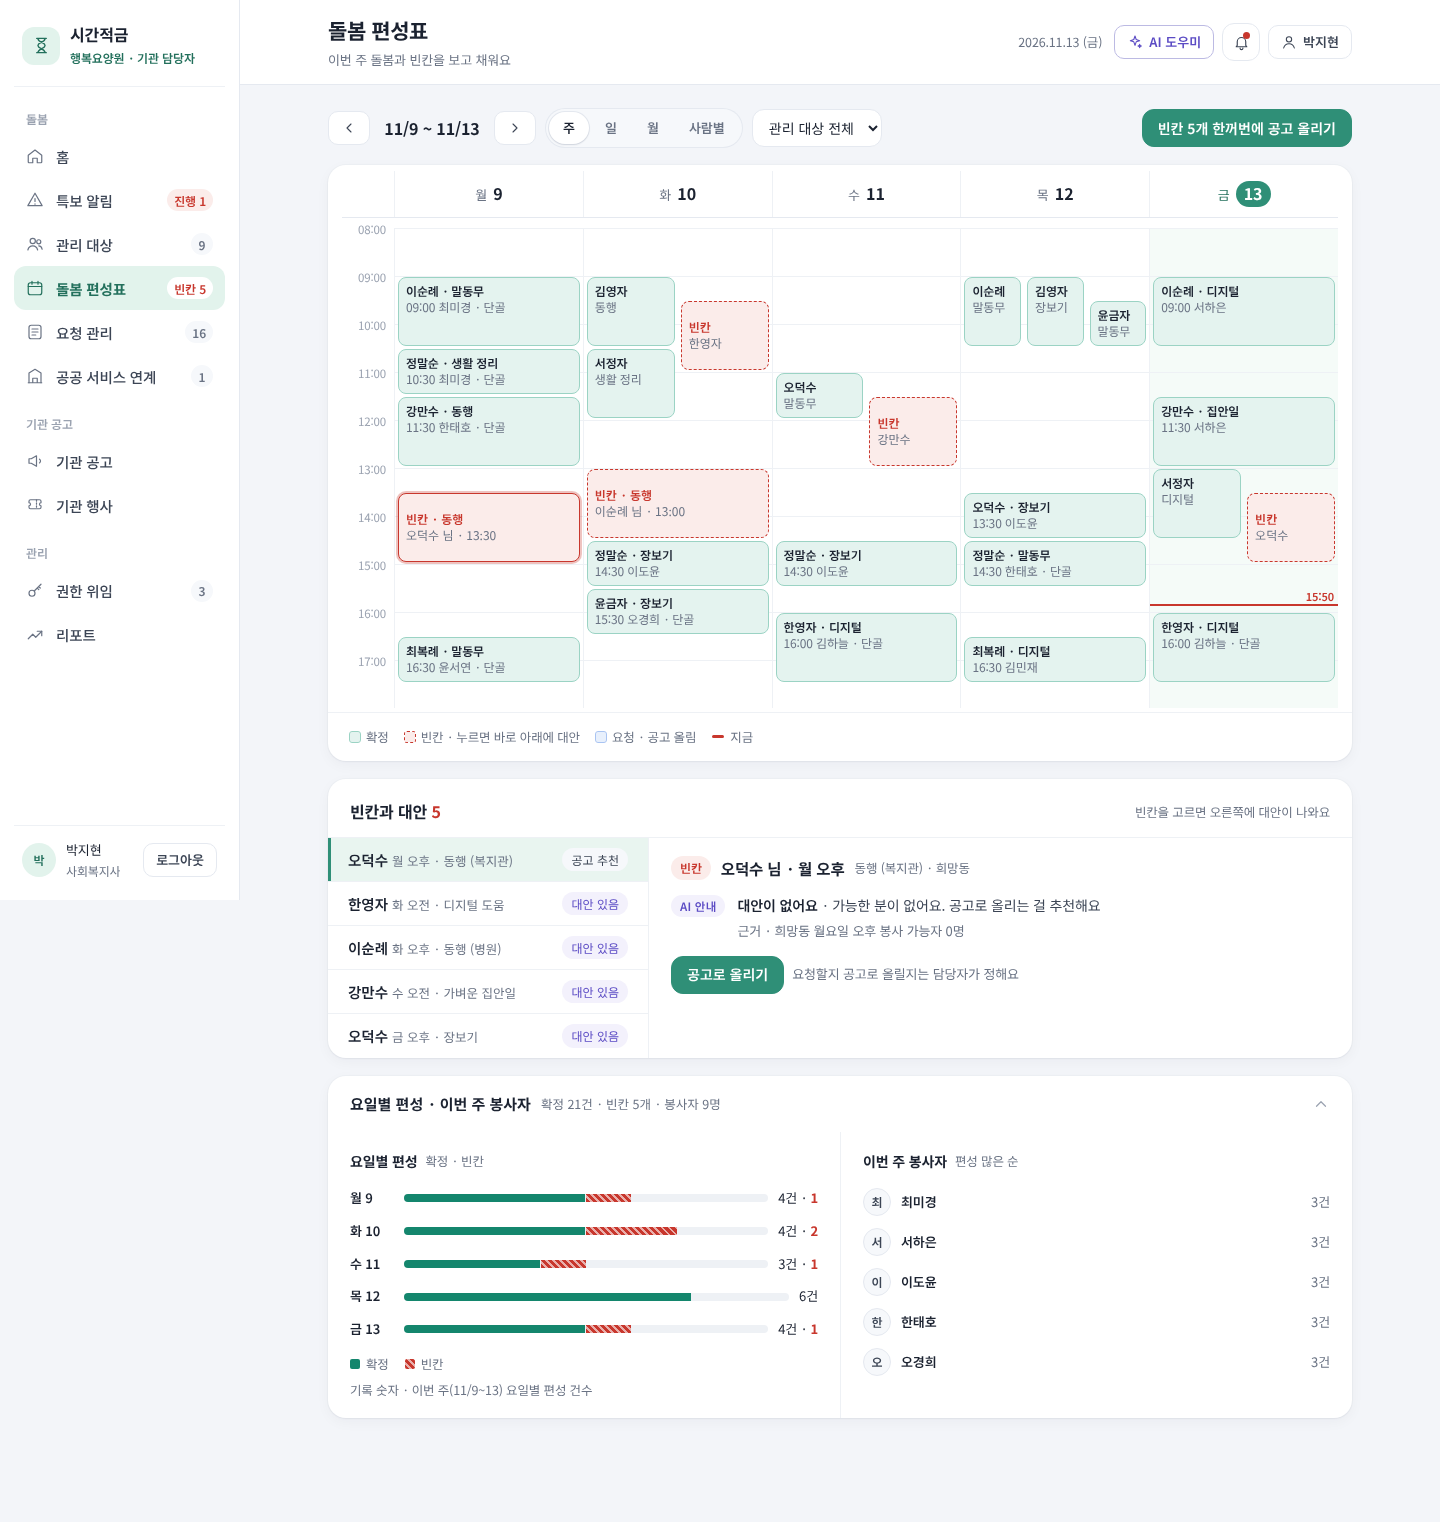 시간적금
행복요양원 · 기관 담당자
돌봄
홈
특보 알림 진행 1
관리 대상 9
돌봄 편성표 빈칸 5
요청 관리 16
공공 서비스 연계 1
기관 공고
기관 공고
기관 행사
관리
권한 위임 3
리포트
박 박지현
사회복지사
로그아웃
돌봄 편성표
이번 주 돌봄과 빈칸을 보고 채워요
2026.11.13 (금) AI 도우미 박지현
11/9 ~ 11/13 주 일 월 사람별 관리 대상 전체 빈칸 5개 한꺼번에 공고 올리기
월 9 화 10 수 11 목 12 금 13
08:00
09:00
10:00
11:00
12:00
13:00
14:00
15:00
16:00
17:00
이순례 · 말동무
09:00 최미경 · 단골
정말순 · 생활 정리
10:30 최미경 · 단골
강만수 · 동행
11:30 한태호 · 단골
빈칸 · 동행
오덕수 님 · 13:30
최복례 · 말동무
16:30 윤서연 · 단골
김영자
동행
빈칸
한영자
서정자
생활 정리
빈칸 · 동행
이순례 님 · 13:00
정말순 · 장보기
14:30 이도윤
윤금자 · 장보기
15:30 오경희 · 단골
오덕수
말동무
빈칸
강만수
정말순 · 장보기
14:30 이도윤
한영자 · 디지털
16:00 김하늘 · 단골
이순례
말동무
김영자
장보기
윤금자
말동무
오덕수 · 장보기
13:30 이도윤
정말순 · 말동무
14:30 한태호 · 단골
최복례 · 디지털
16:30 김민재
이순례 · 디지털
09:00 서하은
강만수 · 집안일
11:30 서하은
서정자
디지털
빈칸
오덕수
15:50
한영자 · 디지털
16:00 김하늘 · 단골
확정 빈칸 · 누르면 바로 아래에 대안 요청 · 공고 올림 지금
빈칸과 대안 5 빈칸을 고르면 오른쪽에 대안이 나와요
오덕수 월 오후 · 동행 (복지관) 공고 추천
한영자 화 오전 · 디지털 도움 대안 있음
이순례 화 오후 · 동행 (병원) 대안 있음
강만수 수 오전 · 가벼운 집안일 대안 있음
오덕수 금 오후 · 장보기 대안 있음
빈칸 오덕수 님 · 월 오후 동행 (복지관) · 희망동
AI 안내 대안이 없어요 · 가능한 분이 없어요. 공고로 올리는 걸 추천해요
근거 · 희망동 월요일 오후 봉사 가능자 0명
공고로 올리기 요청할지 공고로 올릴지는 담당자가 정해요
요일별 편성 · 이번 주 봉사자 확정 21건 · 빈칸 5개 · 봉사자 9명
요일별 편성 확정 · 빈칸
월 9 4건 · 1
화 10 4건 · 2
수 11 3건 · 1
목 12 6건
금 13 4건 · 1
확정 빈칸
기록 숫자 · 이번 주(11/9~13) 요일별 편성 건수
이번 주 봉사자 편성 많은 순
최 최미경 3건
서 서하은 3건
이 이도윤 3건
한 한태호 3건
오 오경희 3건